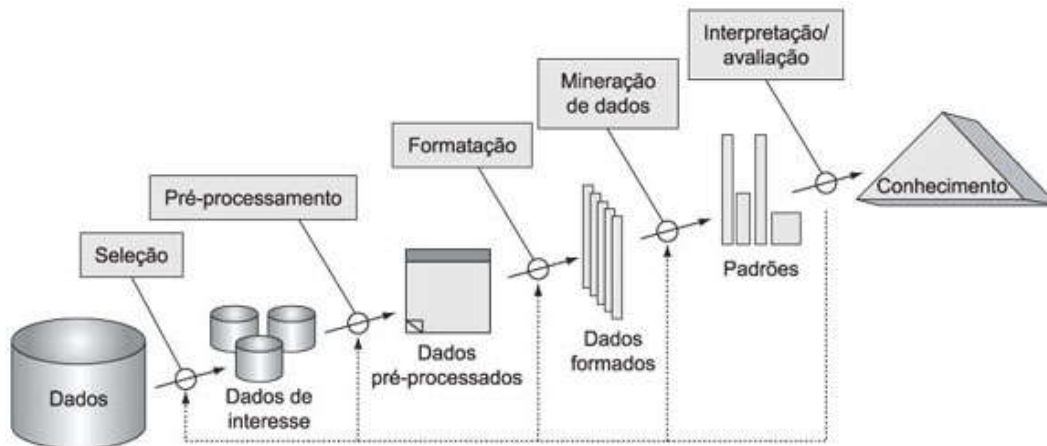 Interpretação/
avaliação
Mineração
de dados
Formatação
Pré-processamento
Seleção
Dados
Dados de
interesse
Dados
pré-processados
Dados
formados
Padrões
Conhecimento